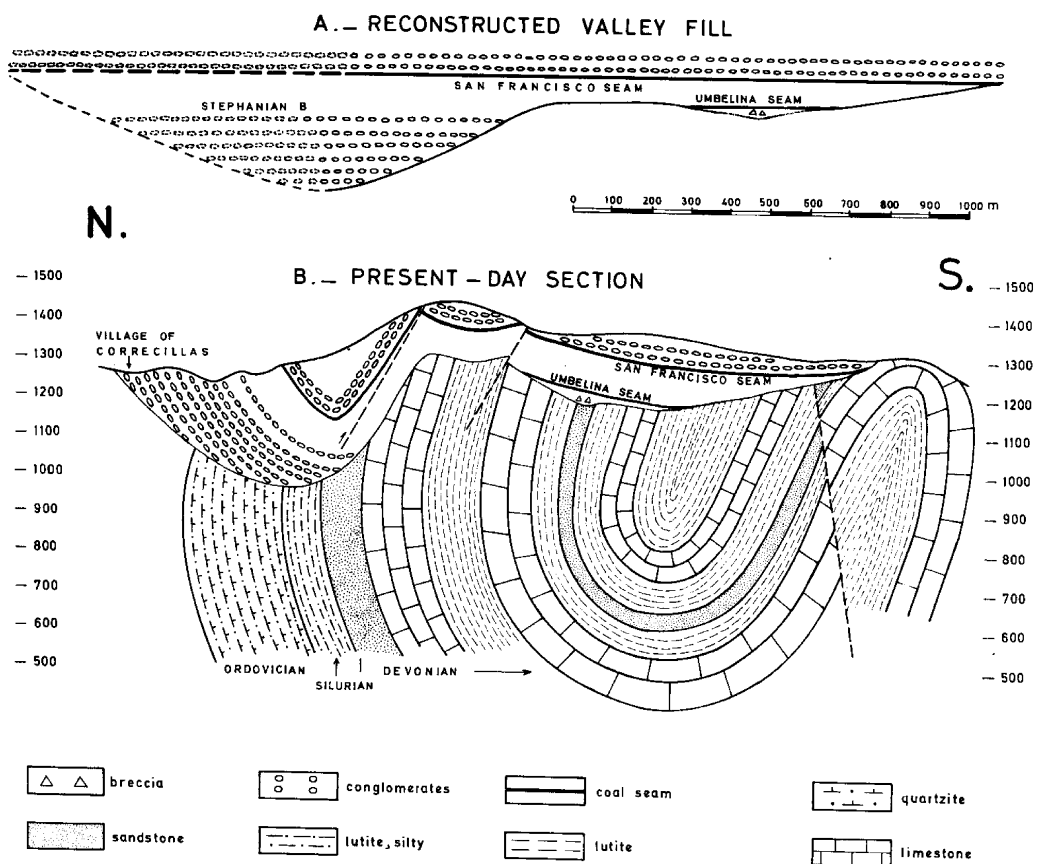 A._ RECONSTRUCTED VALLEY FILL
SAN FRANCISCO SEAM
STEPHANIAN B
UMBELINA SEAM
0 100 200 300 400 500 600 700 800 900 1000 m
N.
S.
B._ PRESENT - DAY SECTION
VILLAGE OF
CORRECILLAS
SAN FRANCISCO SEAM
UMBELINA SEAM
— 1500
— 1400
— 1300
— 1200
— 1100
— 1000
— 900
— 800
— 700
— 600
— 500
— 1500
— 1400
— 1300
— 1200
— 1100
— 1000
— 900
— 800
— 700
— 600
— 500
ORDOVICIAN
SILURIAN
DEVONIAN
breccia
conglomerates
coal seam
quartzite
sandstone
lutite, silty
lutite
limestone